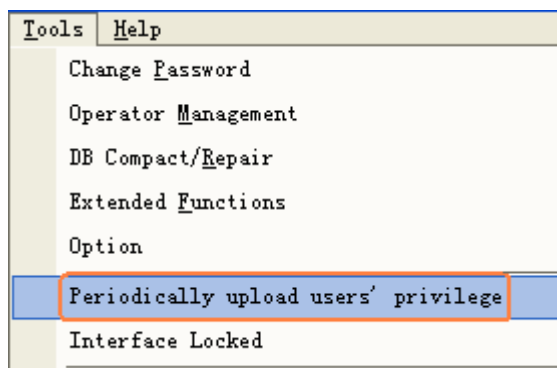 Tools Help
Change Password
Operator Management
DB Compact/Repair
Extended Functions
Option
Periodically upload users' privilege
Interface Locked